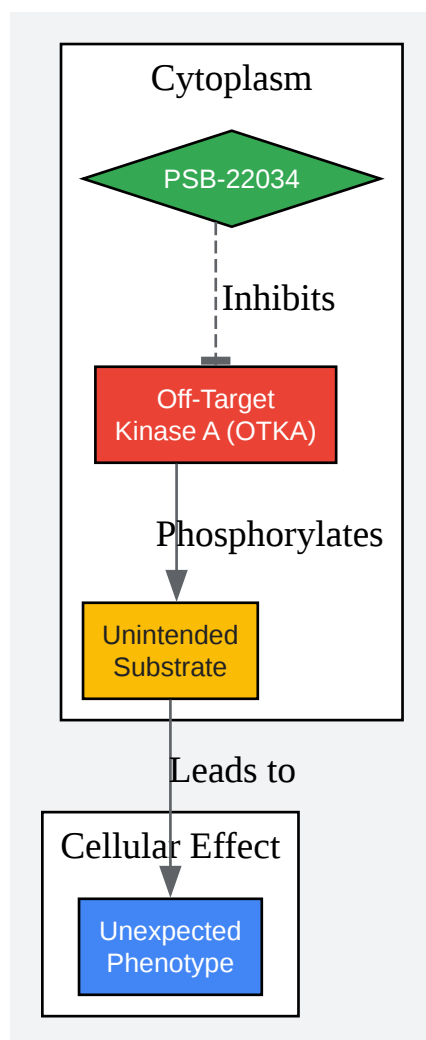 Cytoplasm
PSB-22034
Inhibits
Off-Target
Kinase A (OTKA)
Phosphorylates
Unintended
Substrate
Leads to
Cellular Effect
Unexpected
Phenotype